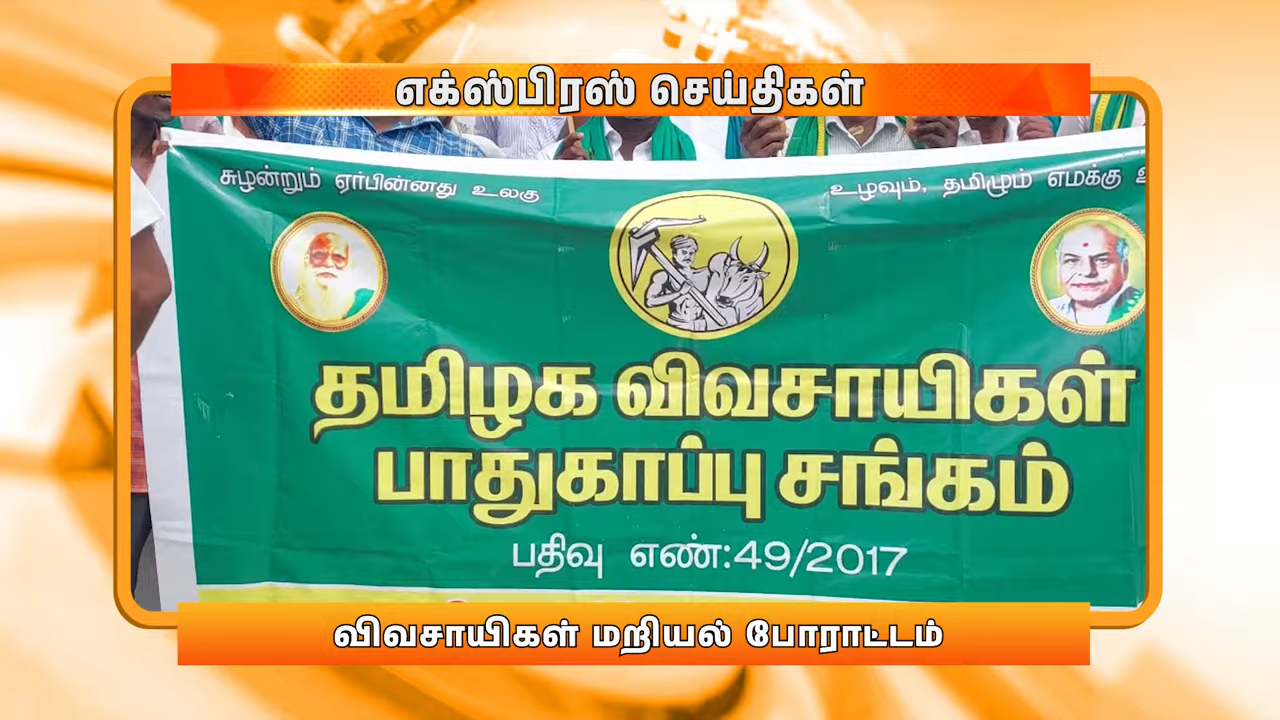 எக்ஸ்பிரஸ் செய்திகள்
சுழன்றும் ஏர்பின்னது உலகு
உழவும், தமிழும் எமக்கு
தமிழக விவசாயிகள்
பாதுகாப்பு சங்கம்
பதிவு எண்:49/2017
விவசாயிகள் மறியல் போராட்டம்